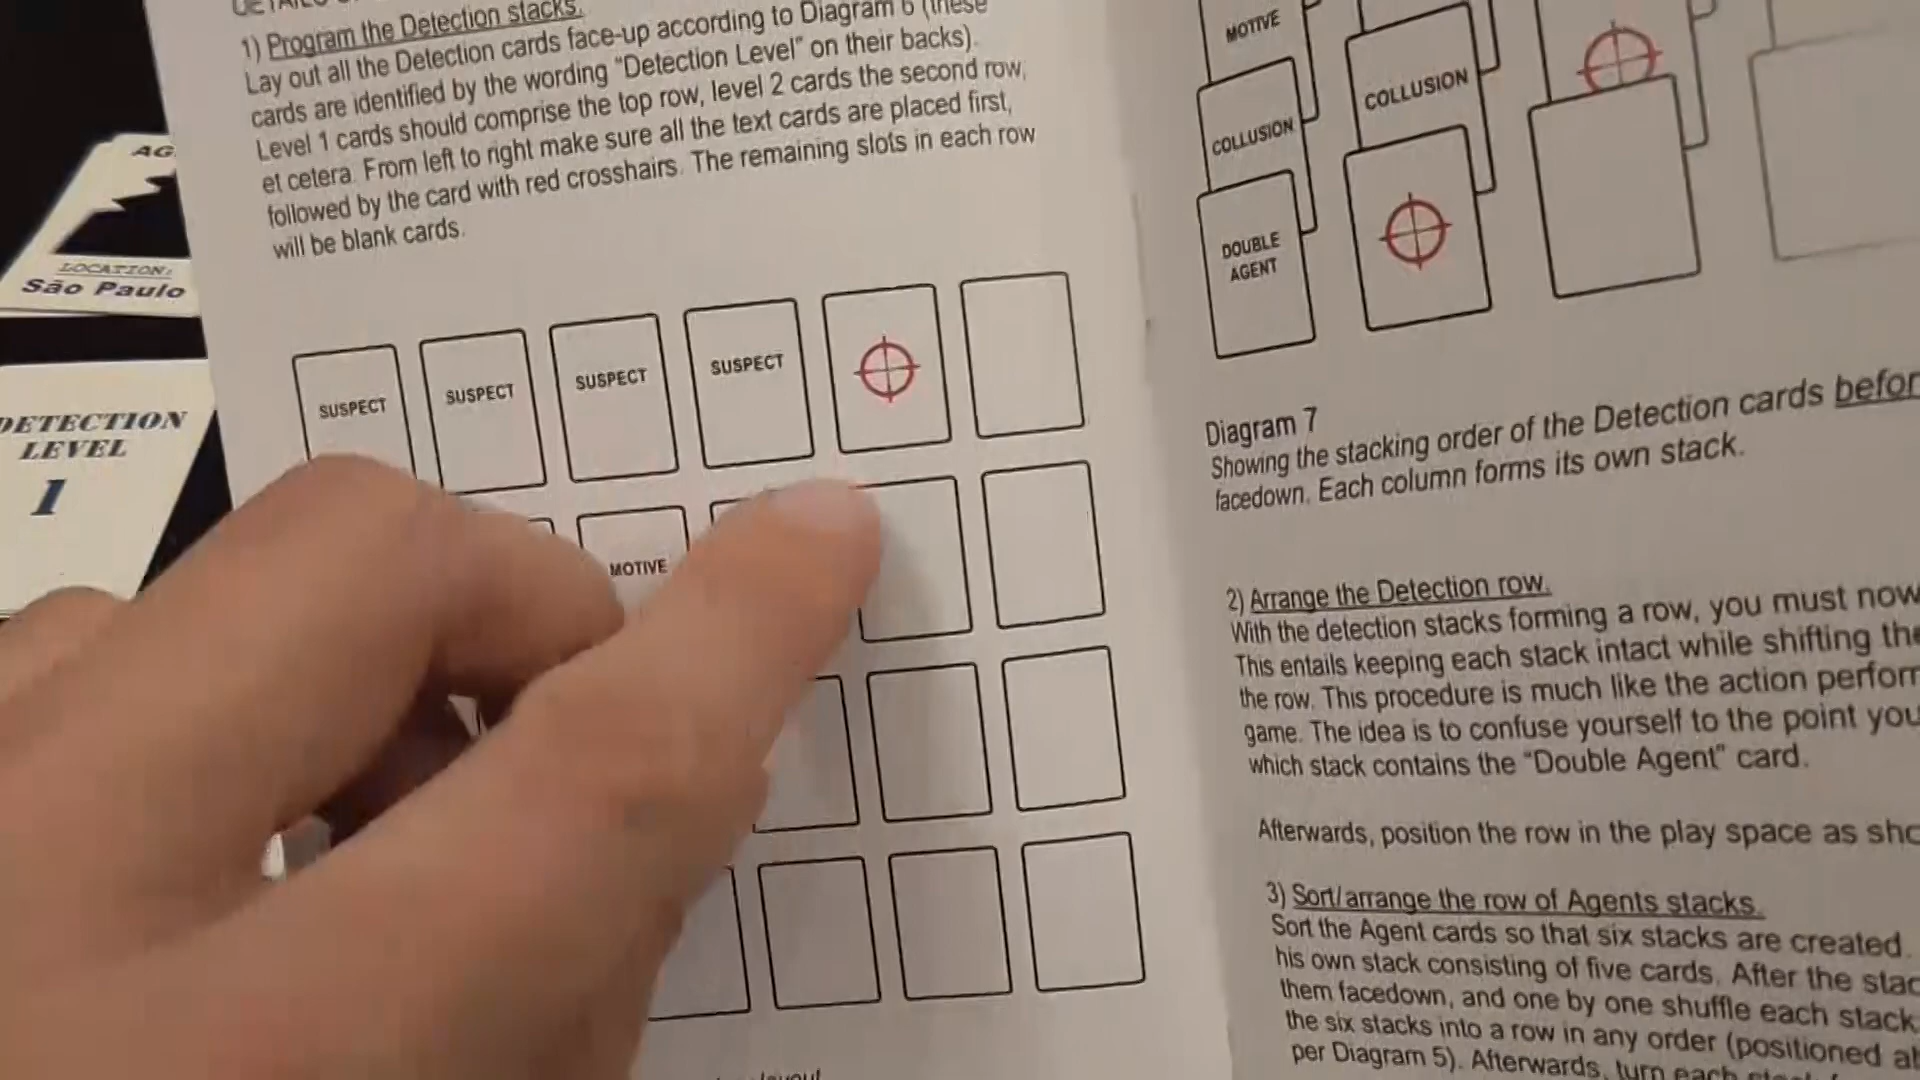 1) Program the Detection stacks.
Lay out all the Detection cards face-up according to Diagram 6 (these
cards are identified by the wording "Detection Level" on their backs).
Level 1 cards should comprise the top row, level 2 cards the second row,
et cetera. From left to right make sure all the text cards are placed first,
followed by the card with red crosshairs. The remaining slots in each row
will be blank cards.
SUSPECT
SUSPECT
SUSPECT
SUSPECT
MOTIVE
LOCATION:
São Paulo
DETECTION
LEVEL
1
MOTIVE
COLLUSION
COLLUSION
DOUBLE
AGENT
Diagram 7
Showing the stacking order of the Detection cards
facedown. Each column forms its own stack.
2) Arrange the Detection row.
With the detection stacks forming a row, you must now
This entails keeping each stack intact while shifting
the row. This procedure is much like the action
game. The idea is to confuse yourself to the point
which stack contains the "Double Agent" card.
Afterwards, position the row in the play space as
3) Sort/arrange the row of Agents stacks.
Sort the Agent cards so that six stacks are created.
his own stack consisting of five cards. After the
them facedown, and one by one shuffle each stack
the six stacks into a row in any order (positioned
per Diagram 5). Afterwards, turn each